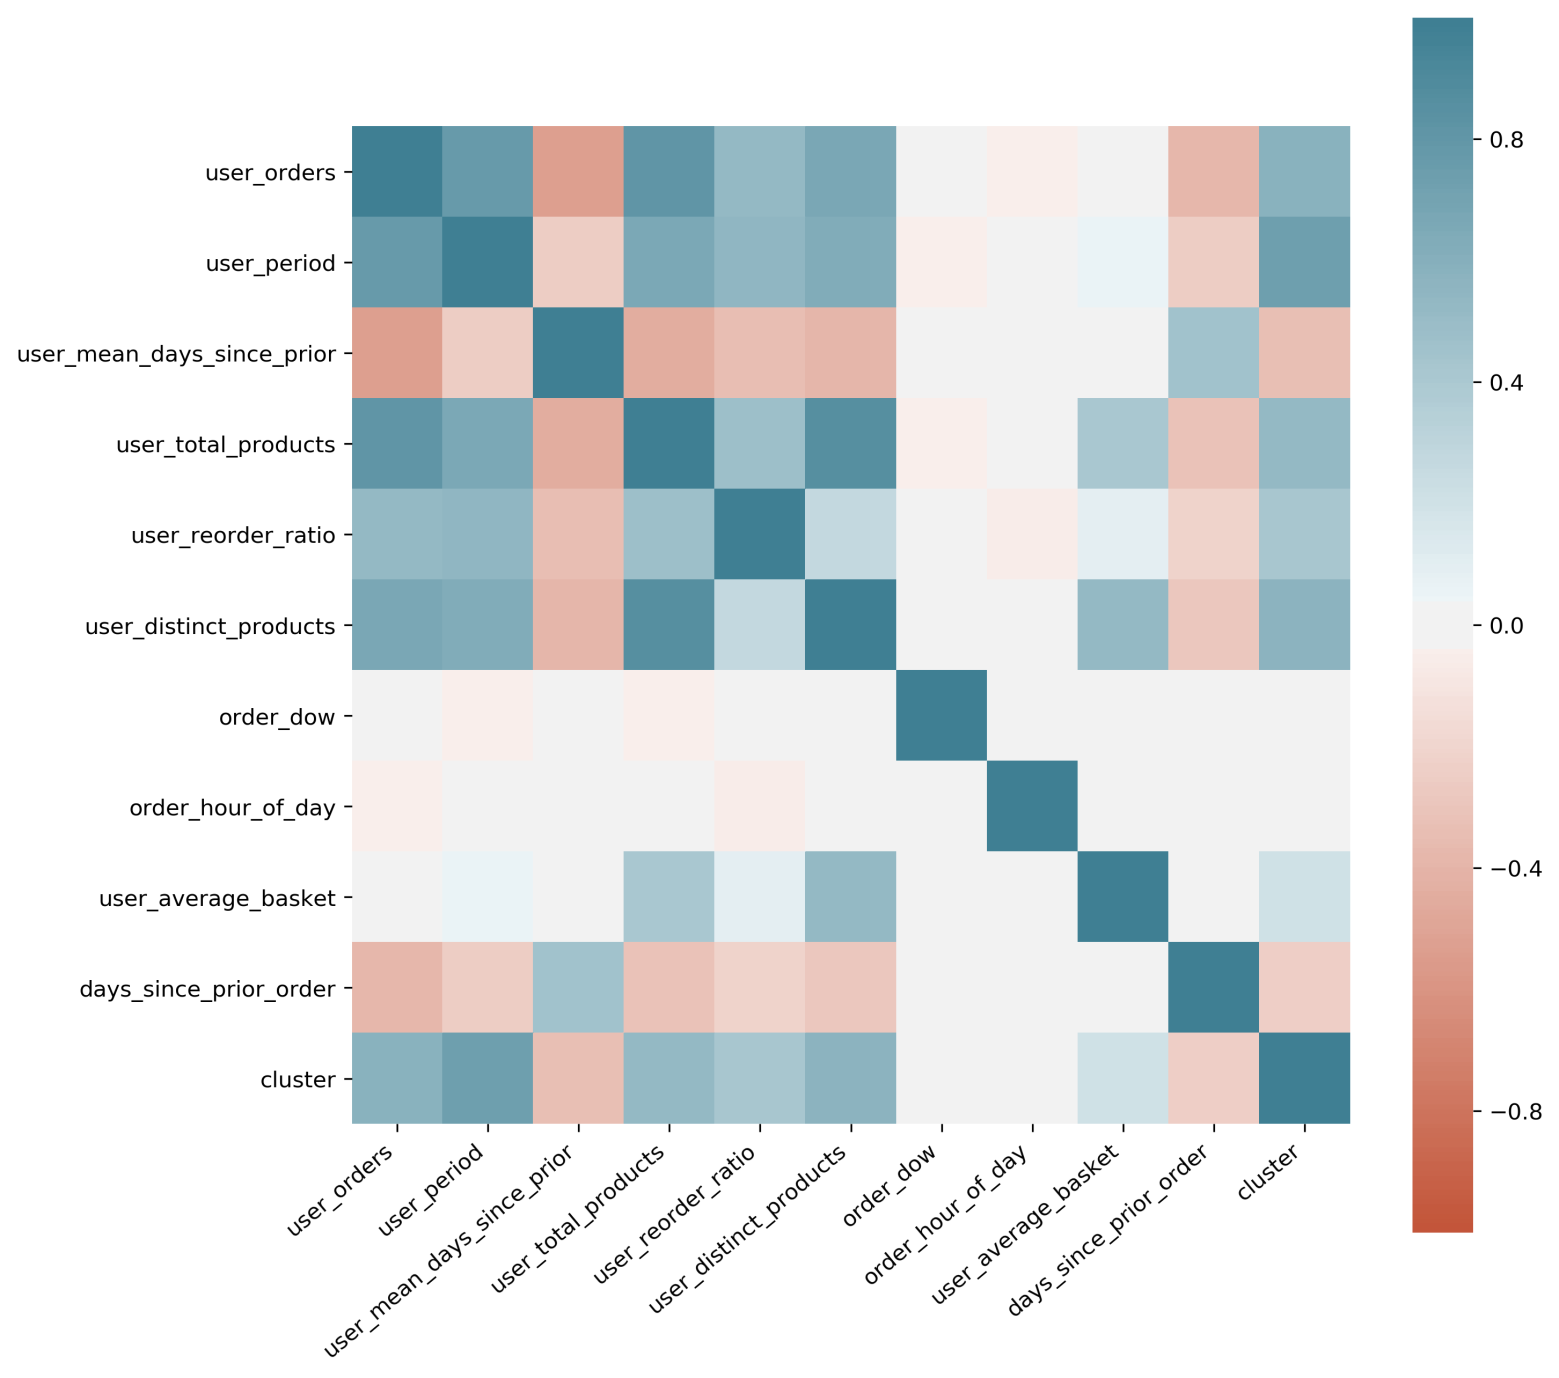 user_orders
user_period
user_mean_days_since_prior
user_total_products
user_reorder_ratio
user_distinct_products
order_dow
order_hour_of_day
user_average_basket
days_since_prior_order
cluster
user_orders
user_period
user_mean_days_since_prior
user_total_products
user_reorder_ratio
user_distinct_products
order_dow
order_hour_of_day
user_average_basket
days_since_prior_order
cluster
0.8
0.4
0.0
−0.4
−0.8